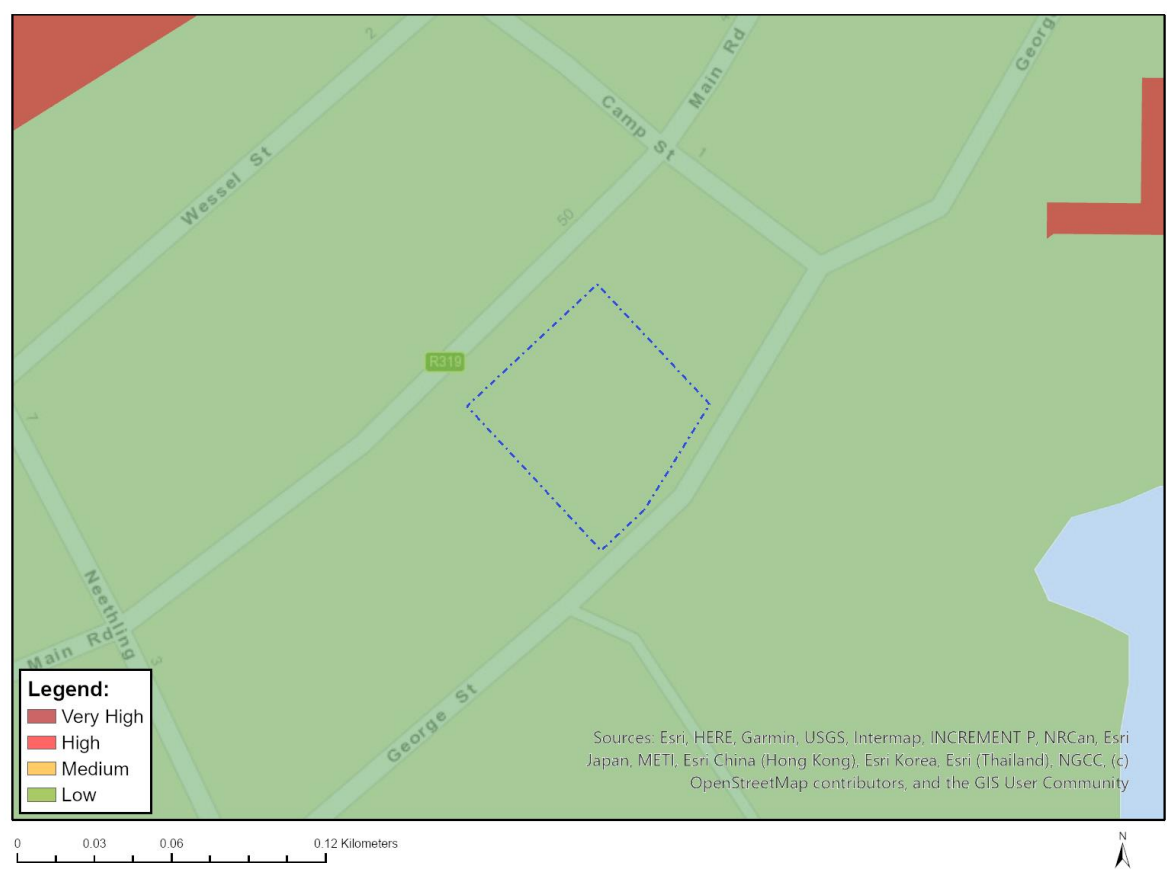 2
Main Rd
George
Camp St
1
Wessel St
50
R319
7
Neethling
Main Rd
3
George St
Legend:
Very High
High
Medium
Low
Sources: Esri, HERE, Garmin, USGS, Intermap, INCREMENT P, NRCan, Esri
Japan, METI, Esri China (Hong Kong), Esri Korea, Esri (Thailand), NGCC, (c)
OpenStreetMap contributors, and the GIS User Community
0 0.03 0.06 0.12 Kilometers
N